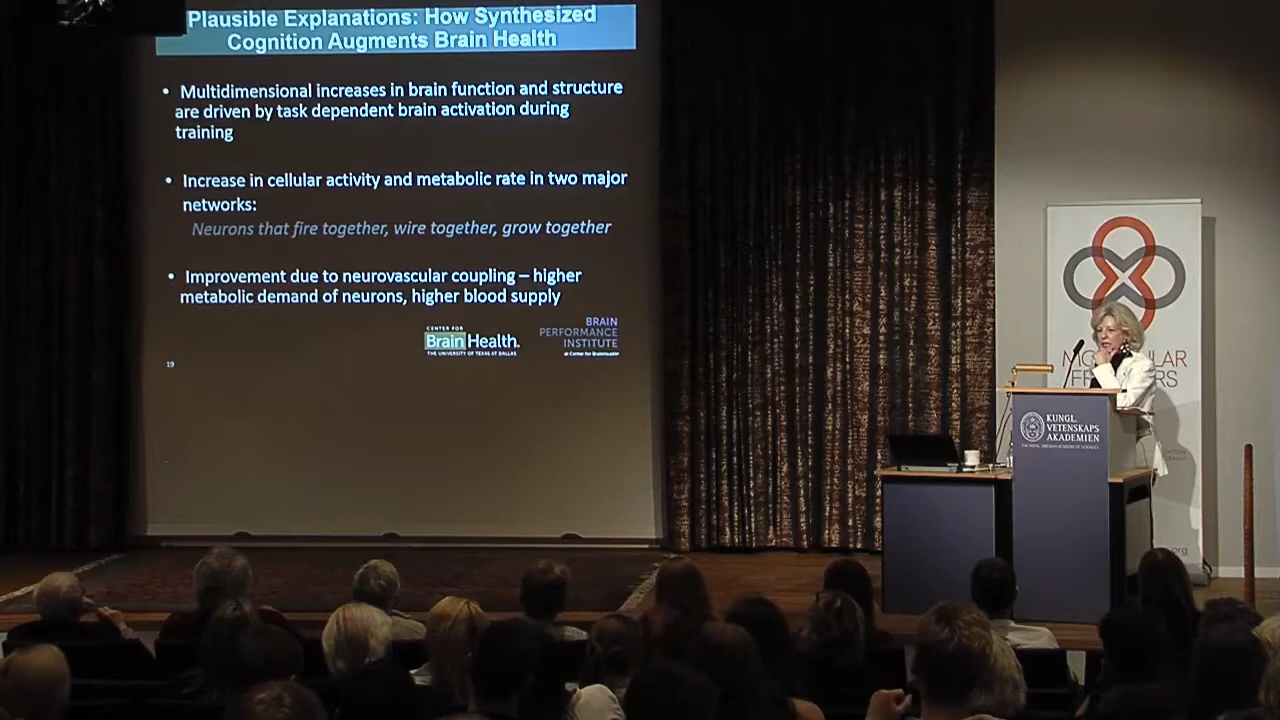 Plausible Explanations: How Synthesized
Cognition Augments Brain Health
• Multidimensional increases in brain function and structure
are driven by task dependent brain activation during
training
• Increase in cellular activity and metabolic rate in two major
networks:
Neurons that fire together, wire together, grow together
• Improvement due to neurovascular coupling – higher
metabolic demand of neurons, higher blood supply
CENTER FOR
BrainHealth.
THE UNIVERSITY OF TEXAS AT DALLAS
BRAIN
PERFORMANCE
INSTITUTE
at Center for BrainHealth
19
KUNGL.
VETENSKAPS
AKADEMIEN
THE ROYAL SWEDISH ACADEMY OF SCIENCES